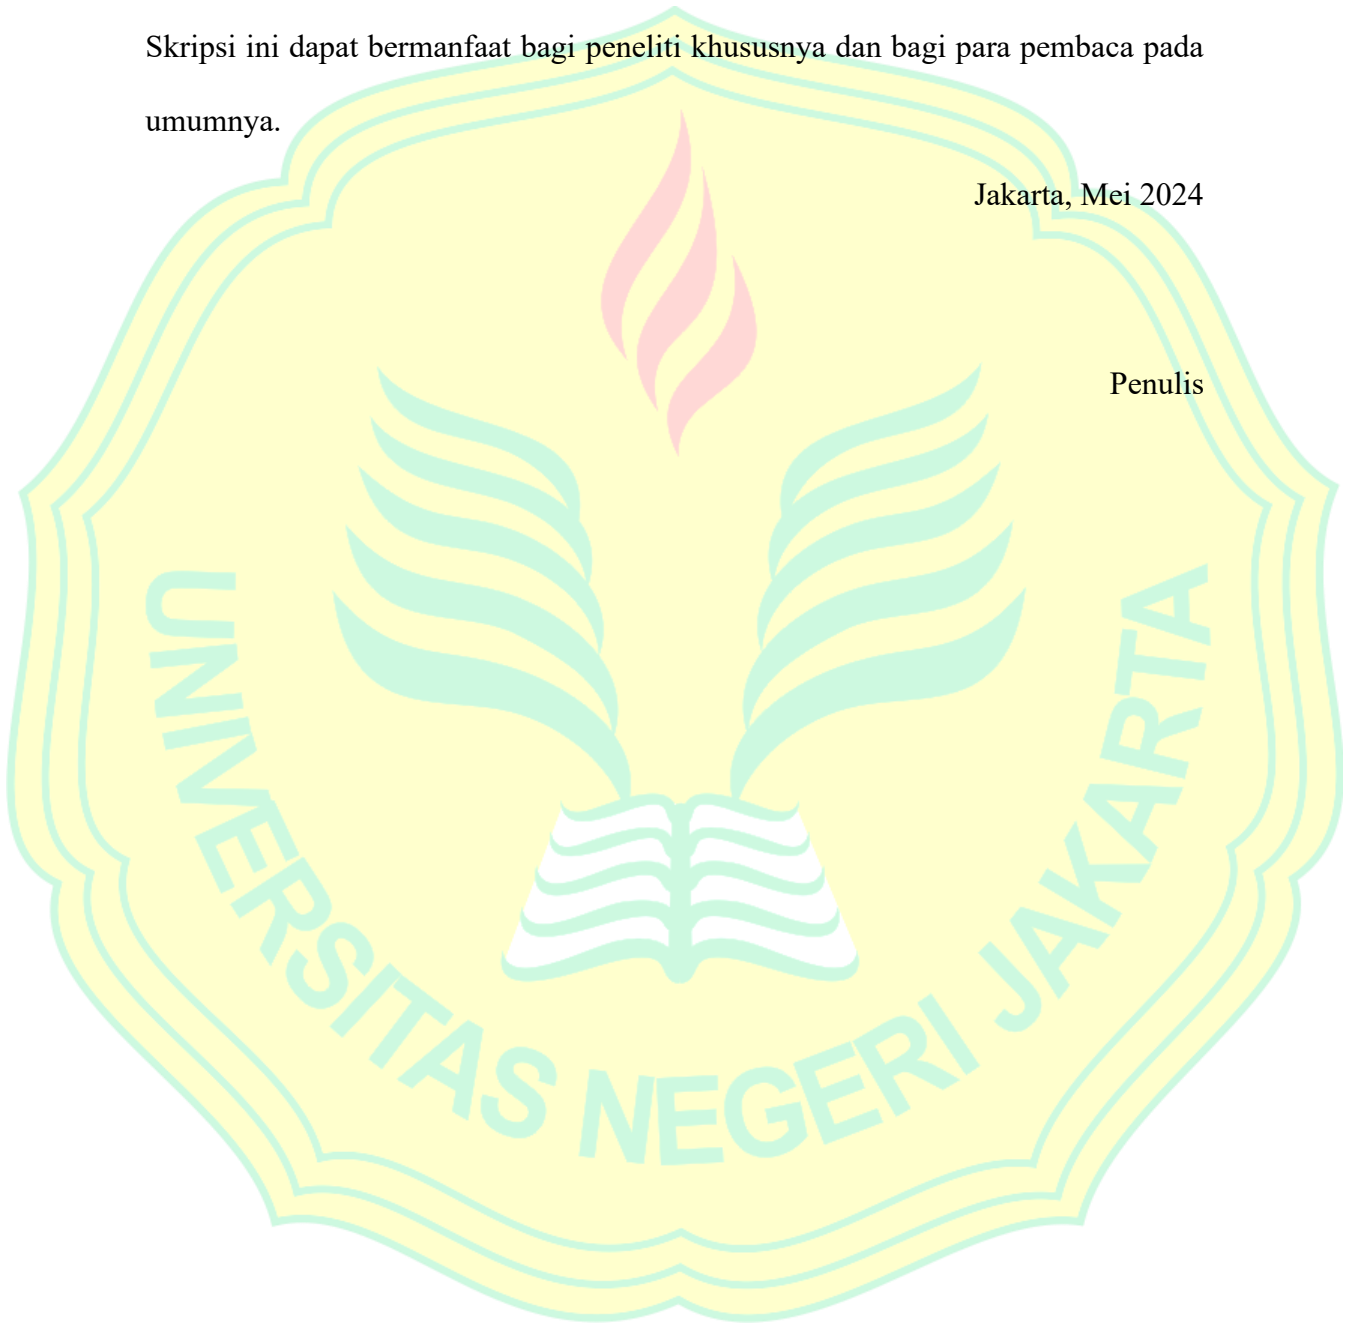 Skripsi ini dapat bermanfaat bagi peneliti khususnya dan bagi para pembaca pada
umumnya.
Jakarta, Mei 2024
Penulis
UNIVERSITAS NEGERI JAKARTA